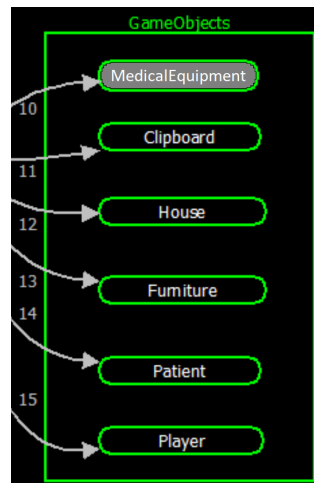 GameObjects
MedicalEquipment
10
Clipboard
11
House
12
Furniture
13
14
Patient
15
Player